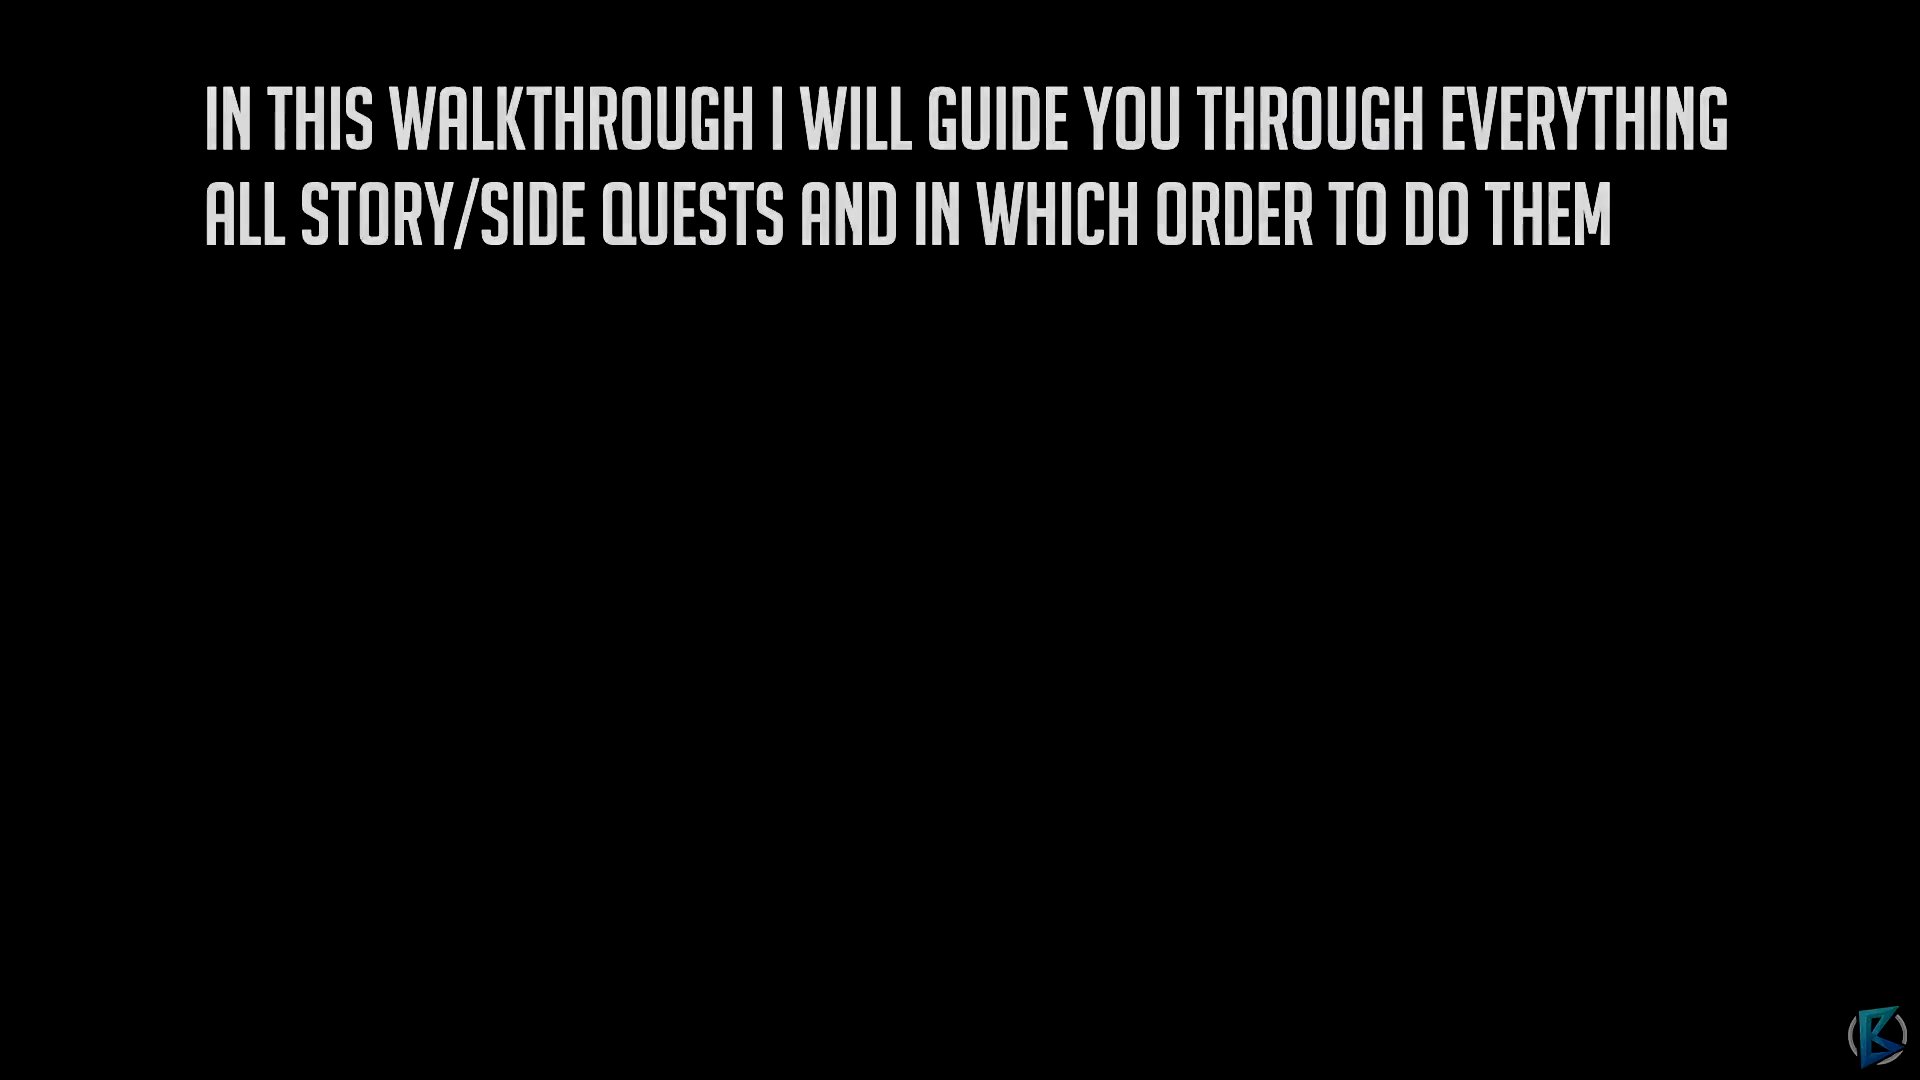 IN THIS WALKTHROUGH I WILL GUIDE YOU THROUGH EVERYTHING
ALL STORY/SIDE QUESTS AND IN WHICH ORDER TO DO THEM